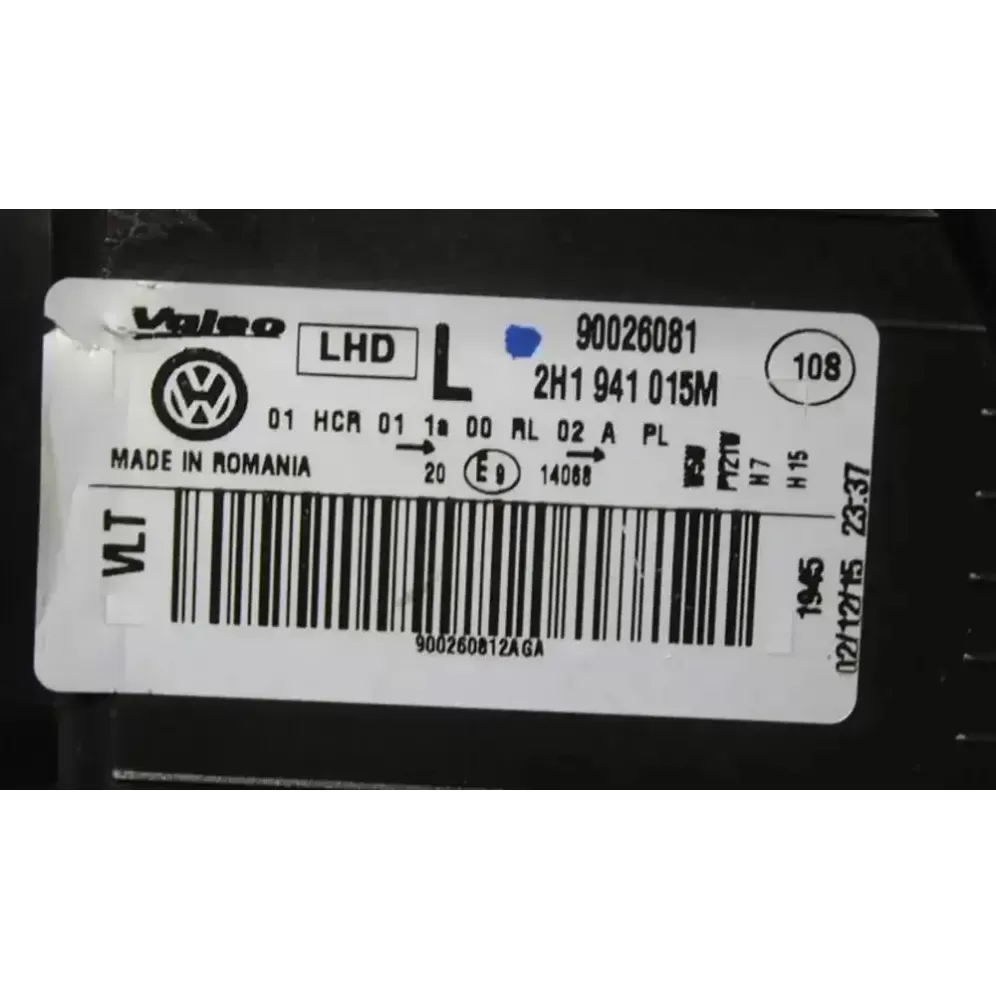 Valeo
LHD
L
90026081
2H1 941 015M
108
01 HCR 01 1a 00 RL 02 A PL
MADE IN ROMANIA
20 E9 14068
W5W
PY21W
H7
H15
VLT
900260812AGA
1945
02/12/15 23:37